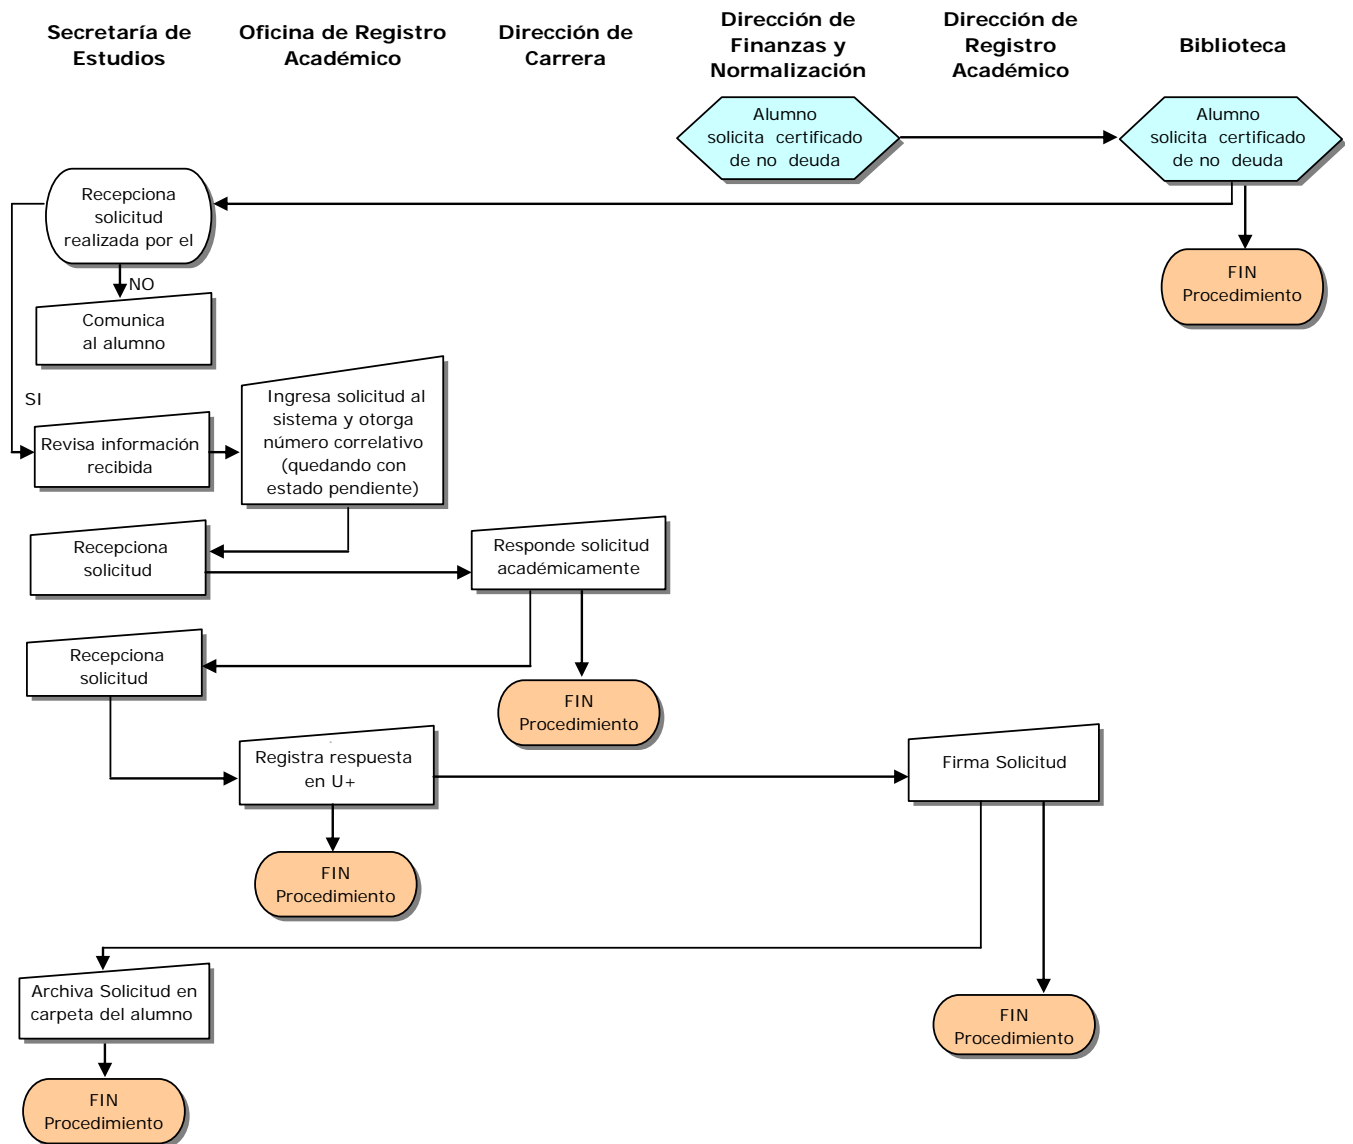 Secretaría de
Estudios
Oficina de Registro
Académico
Dirección de
Carrera
Dirección de
Finanzas y
Normalización
Dirección de
Registro
Académico
Biblioteca
Alumno
solicita certificado
de no deuda
Alumno
solicita certificado
de no deuda
Recepciona
solicitud
realizada por el
FIN
Procedimiento
NO
Comunica
al alumno
SI
Revisa información
recibida
Ingresa solicitud al
sistema y otorga
número correlativo
(quedando con
estado pendiente)
Recepciona
solicitud
Responde solicitud
académicamente
Recepciona
solicitud
FIN
Procedimiento
Registra respuesta
en U+
Firma Solicitud
FIN
Procedimiento
Archiva Solicitud en
carpeta del alumno
FIN
Procedimiento
FIN
Procedimiento